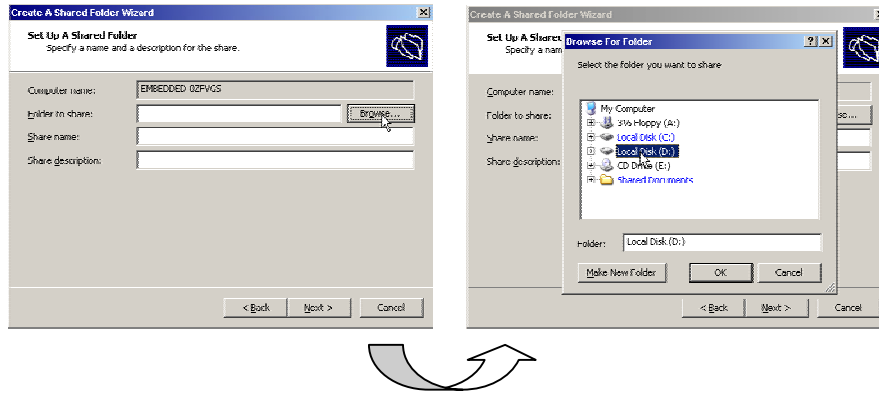 Create A Shared Folder Wizard
Set Up A Shared Folder
Specify a name and a description for the share.
Computer name:
EMBEDDED 0ZFVGS
Folder to share:
Browse...
Share name:
Share description:
< Back
Next >
Cancel
Create A Shared Folder Wizard
Set Up A Shared
Specify a nam
Computer name:
Folder to share:
se...
Share name:
Share description:
Browse For Folder
Select the folder you want to share
My Computer
3½ Floppy (A:)
Local Disk (C:)
Local Disk (D:)
CD Drive (E:)
Shared Documents
Folder:
Local Disk (D:)
Make New Folder
OK
Cancel
< Back
Next >
Cancel